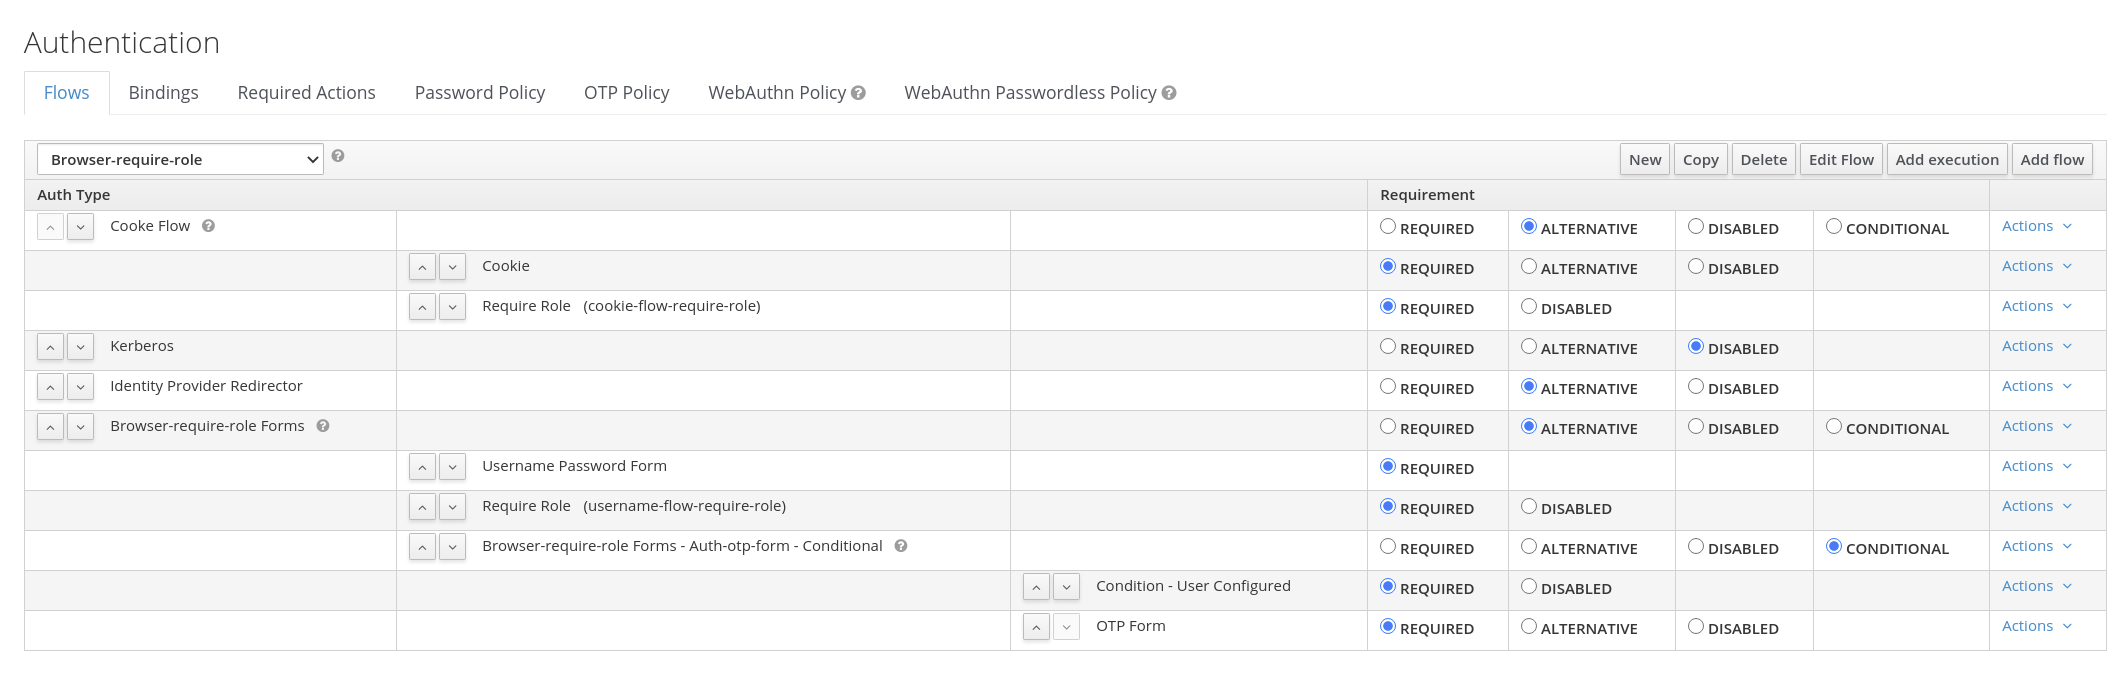 Authentication
Flows Bindings Required Actions Password Policy OTP Policy WebAuthn Policy ? WebAuthn Passwordless Policy ?
Browser-require-role ? New Copy Delete Edit Flow Add execution Add flow
Auth Type Requirement
Cooke Flow ? REQUIRED ALTERNATIVE DISABLED CONDITIONAL Actions
Cookie REQUIRED ALTERNATIVE DISABLED Actions
Require Role (cookie-flow-require-role) REQUIRED DISABLED Actions
Kerberos REQUIRED ALTERNATIVE DISABLED Actions
Identity Provider Redirector REQUIRED ALTERNATIVE DISABLED Actions
Browser-require-role Forms ? REQUIRED ALTERNATIVE DISABLED CONDITIONAL Actions
Username Password Form REQUIRED Actions
Require Role (username-flow-require-role) REQUIRED DISABLED Actions
Browser-require-role Forms - Auth-otp-form - Conditional ? REQUIRED ALTERNATIVE DISABLED CONDITIONAL Actions
Condition - User Configured REQUIRED DISABLED Actions
OTP Form REQUIRED ALTERNATIVE DISABLED Actions